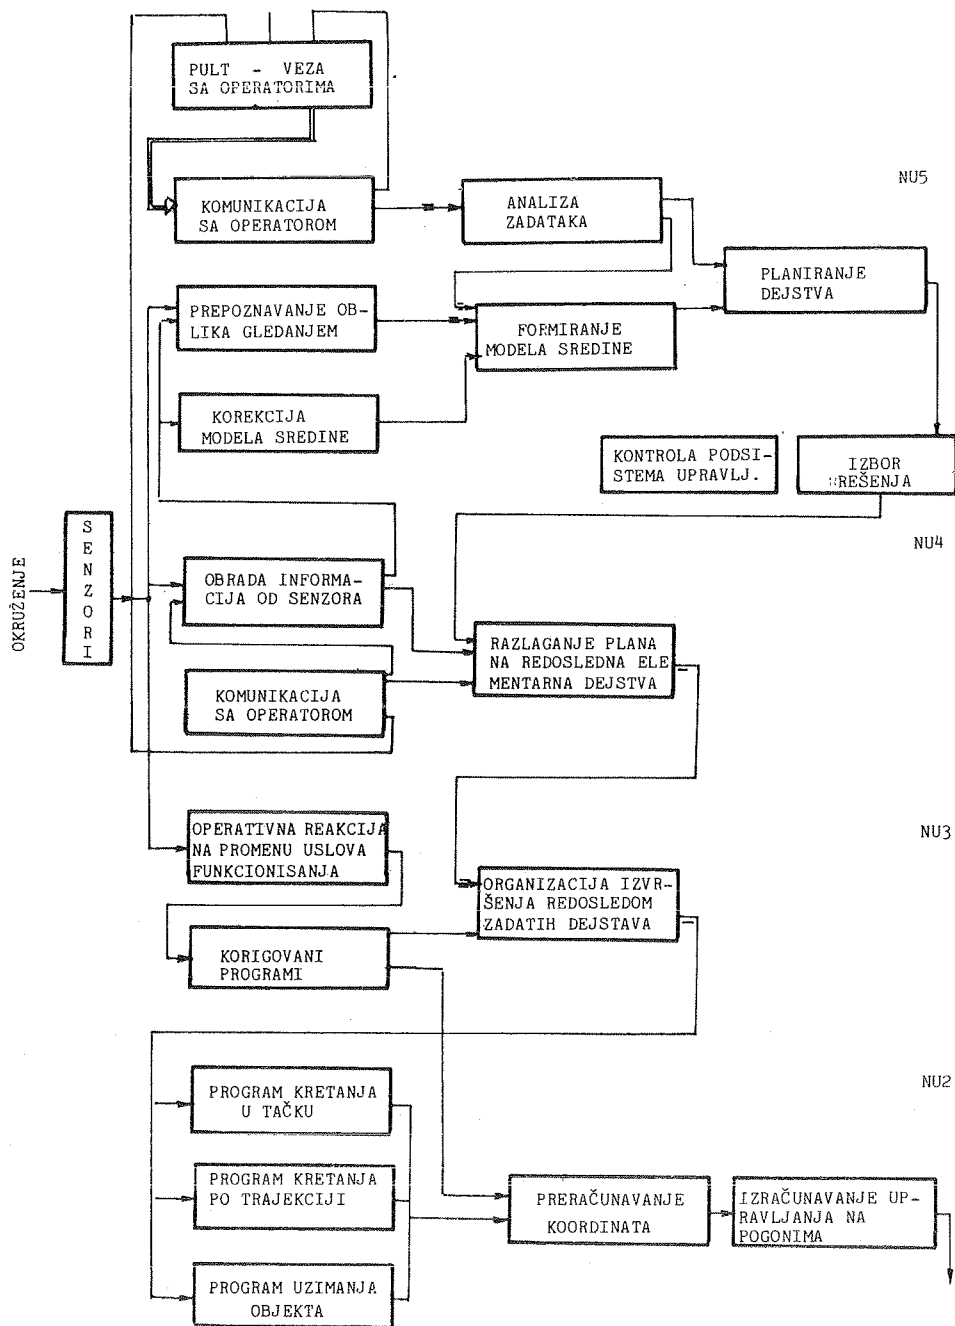 PULT - VEZA
SA OPERATORIMA
NU5
KOMUNIKACIJA
SA OPERATOROM
ANALIZA
ZADATAKA
PLANIRANJE
DEJSTVA
PREPOZNAVANJE OB-
LIKA GLEDANJEM
FORMIRANJE
MODELA SREDINE
KOREKCIJA
MODELA SREDINE
KONTROLA PODSI-
STEMA UPRAVLJ.
IZBOR
REŠENJA
NU4
OKRUŽENJE
SENZORI
OBRADA INFORMA-
CIJA OD SENZORA
RAZLAGANJE PLANA
NA REDOSLEDNA ELE
MENTARNA DEJSTVA
KOMUNIKACIJA
SA OPERATOROM
NU3
OPERATIVNA REAKCIJA
NA PROMENU USLOVA
FUNKCIONISANJA
ORGANIZACIJA IZVR-
ŠENJA REDOSLEDOM
ZADATIH DEJSTAVA
KORIGOVANI
PROGRAMI
NU2
PROGRAM KRETANJA
U TAČKU
PROGRAM KRETANJA
PO TRAJEKCIJI
PRERAČUNAVANJE
KOORDINATA
IZRAČUNAVANJE UP-
RAVLJANJA NA
POGONIMA
PROGRAM UZIMANJA
OBJEKTA